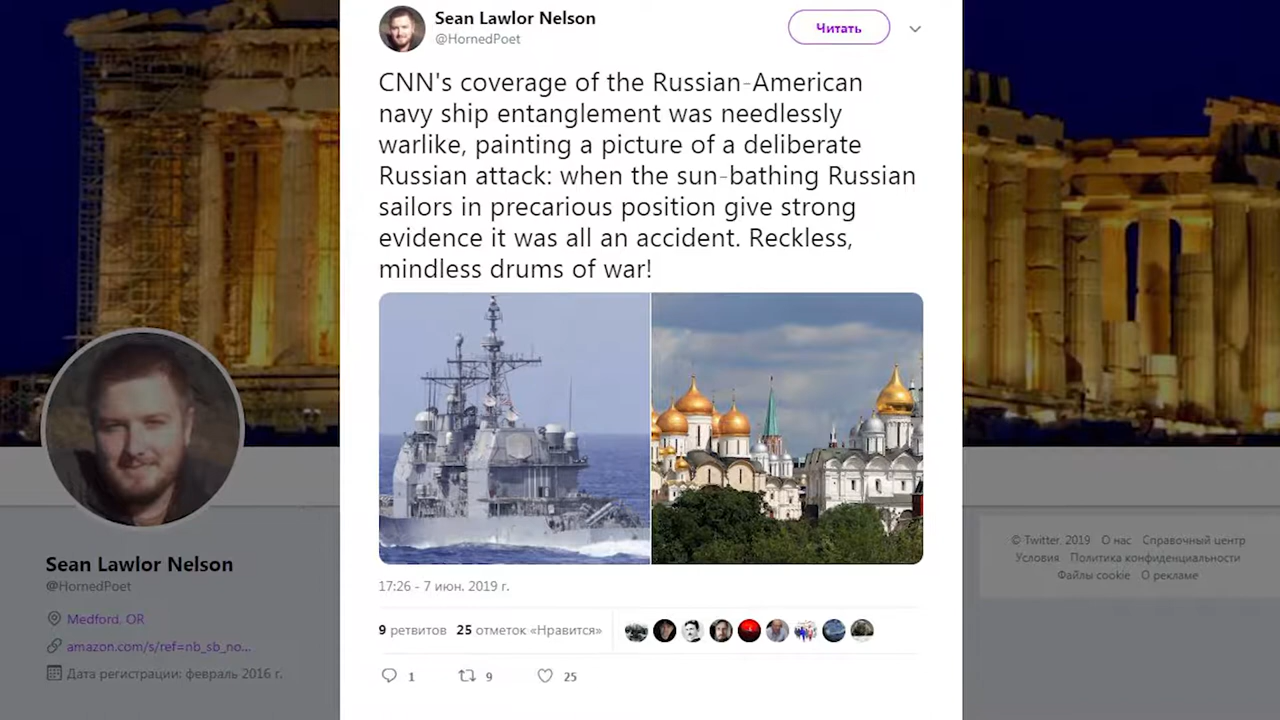 Sean Lawlor Nelson
@HornedPoet
Читать
CNN's coverage of the Russian-American
navy ship entanglement was needlessly
warlike, painting a picture of a deliberate
Russian attack: when the sun-bathing Russian
sailors in precarious position give strong
evidence it was all an accident. Reckless,
mindless drums of war!
17:26 - 7 июн. 2019 г.
9 ретвитов 25 отметок «Нравится»
1 9 25
Sean Lawlor Nelson
@HornedPoet
Medford, OR
amazon.com/s/ref=nb_sb_no...
Дата регистрации: февраль 2016 г.
© Twitter, 2019 О нас Справочный центр
Условия Политика конфиденциальности
Файлы cookie О рекламе